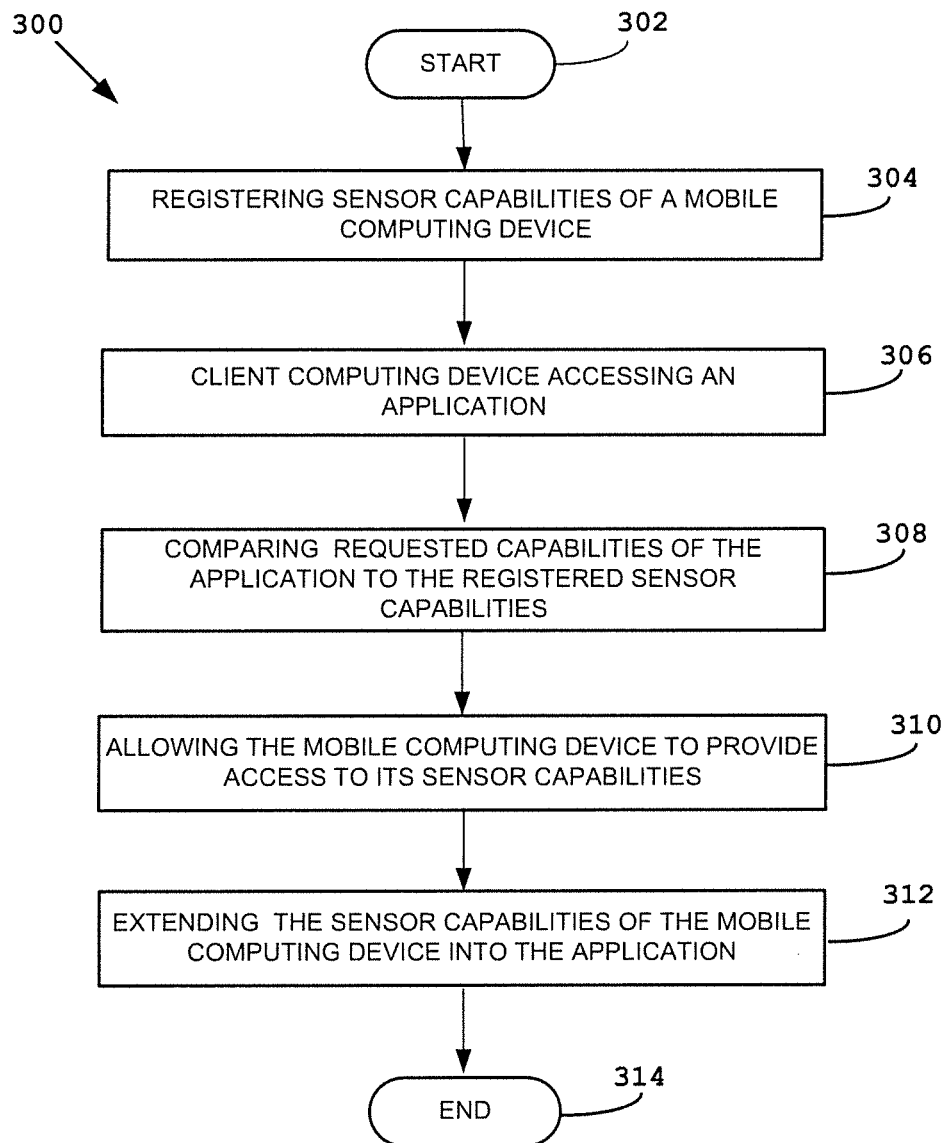 300
302
START
304
REGISTERING SENSOR CAPABILITIES OF A MOBILE
COMPUTING DEVICE
306
CLIENT COMPUTING DEVICE ACCESSING AN
APPLICATION
308
COMPARING REQUESTED CAPABILITIES OF THE
APPLICATION TO THE REGISTERED SENSOR
CAPABILITIES
310
ALLOWING THE MOBILE COMPUTING DEVICE TO PROVIDE
ACCESS TO ITS SENSOR CAPABILITIES
312
EXTENDING THE SENSOR CAPABILITIES OF THE MOBILE
COMPUTING DEVICE INTO THE APPLICATION
314
END